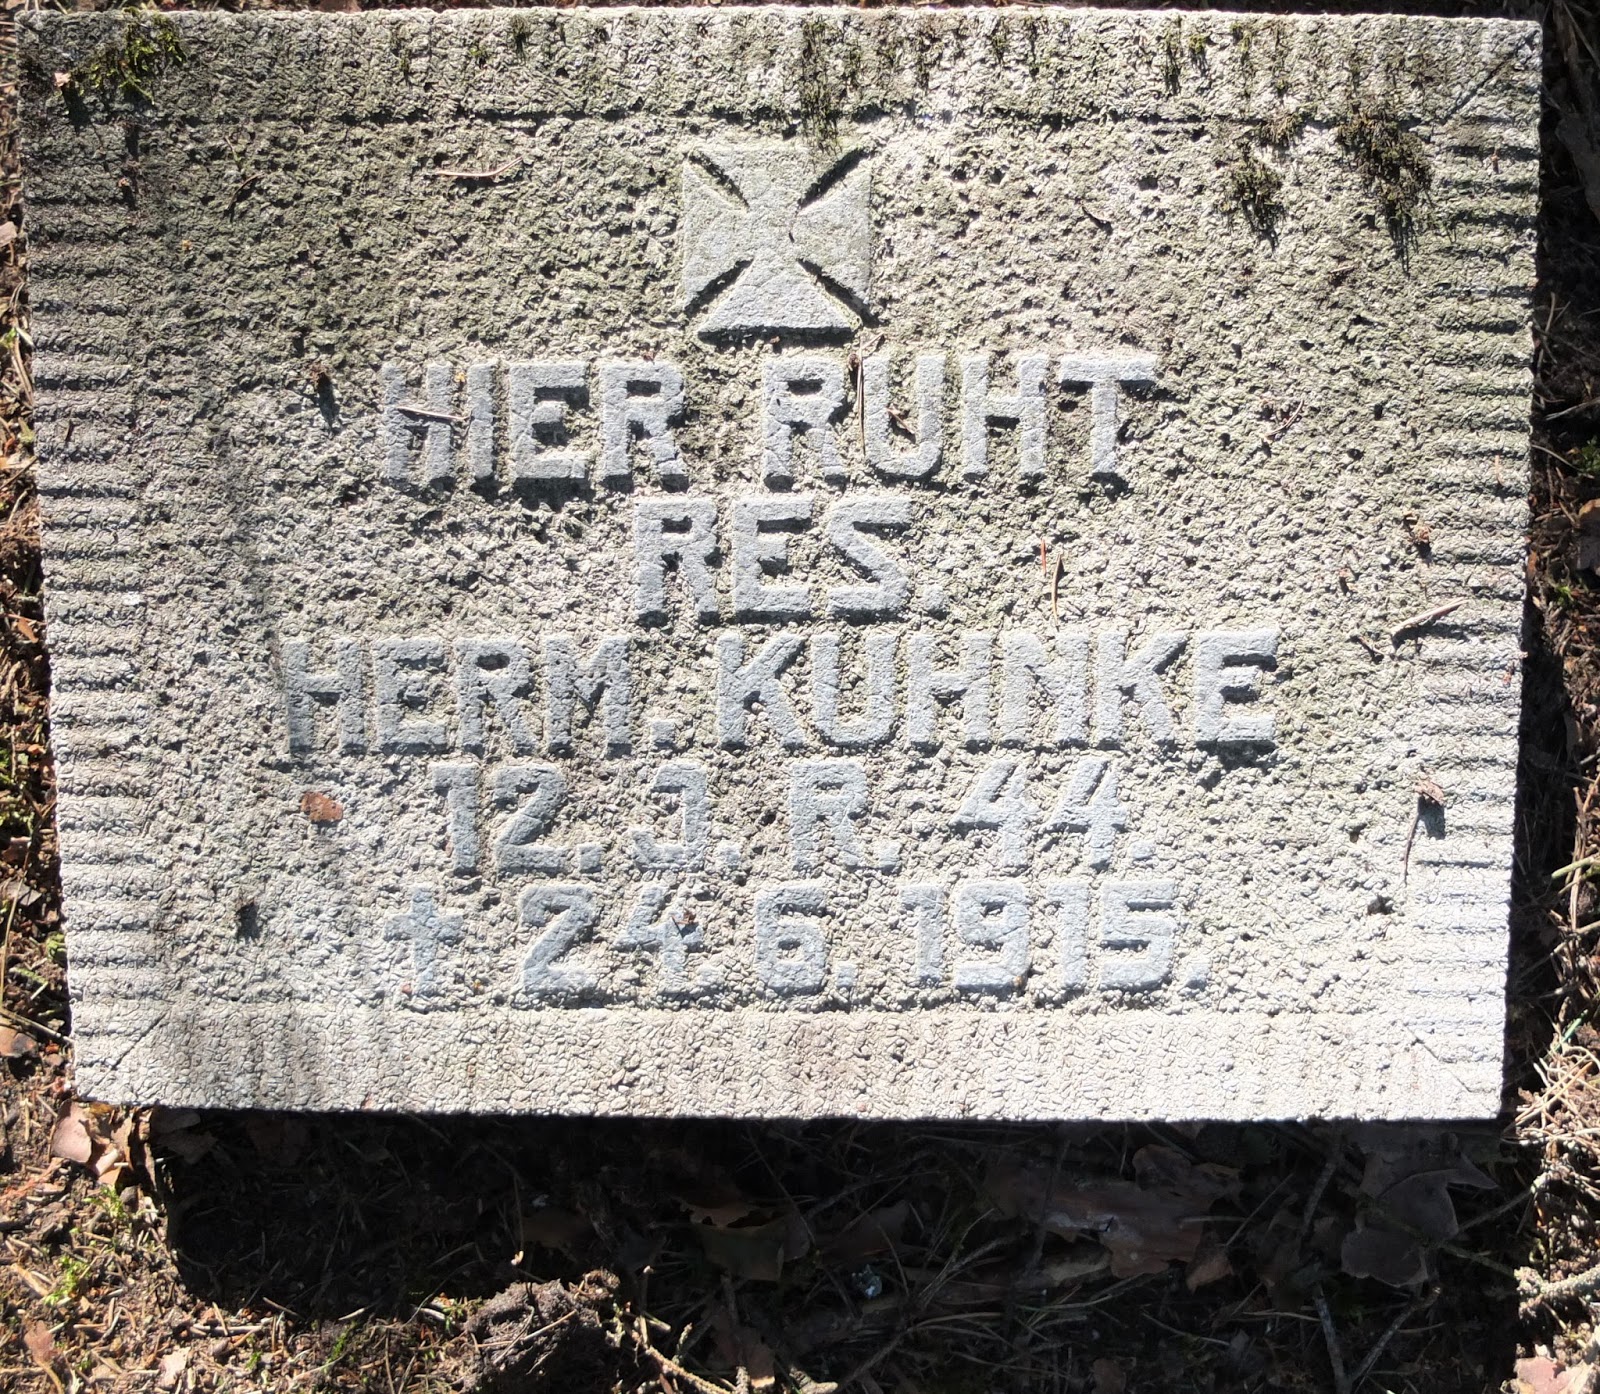 HIER RUHT
RES.
HERM. KUHNKE
12. J. R. 44.
† 24. 6. 1915.